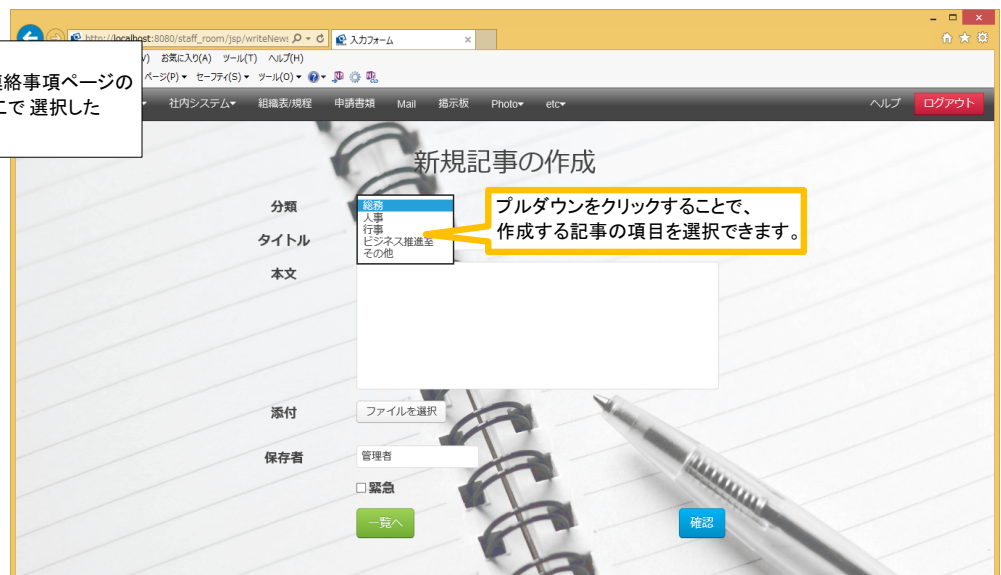 http://localhost:8080/staff_room/jsp/writeNews
入力フォーム
お気に入り(A) ツール(T) ヘルプ(H)
ページ(P) セーフティ(S) ツール(O)
連絡事項ページの
で 選択した
社内システム 組織表/規程 申請書類 Mail 掲示板 Photo etc ヘルプ ログアウト
新規記事の作成
分類
総務
人事
行事
ビジネス推進室
その他
プルダウンをクリックすることで、
作成する記事の項目を選択できます。
タイトル
本文
添付 ファイルを選択
保存者 管理者
緊急
一覧へ 確認